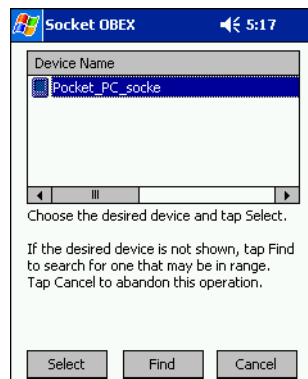 Socket OBEX 5:17
Device Name
Pocket_PC_socke
Choose the desired device and tap Select.
If the desired device is not shown, tap Find
to search for one that may be in range.
Tap Cancel to abandon this operation.
Select Find Cancel